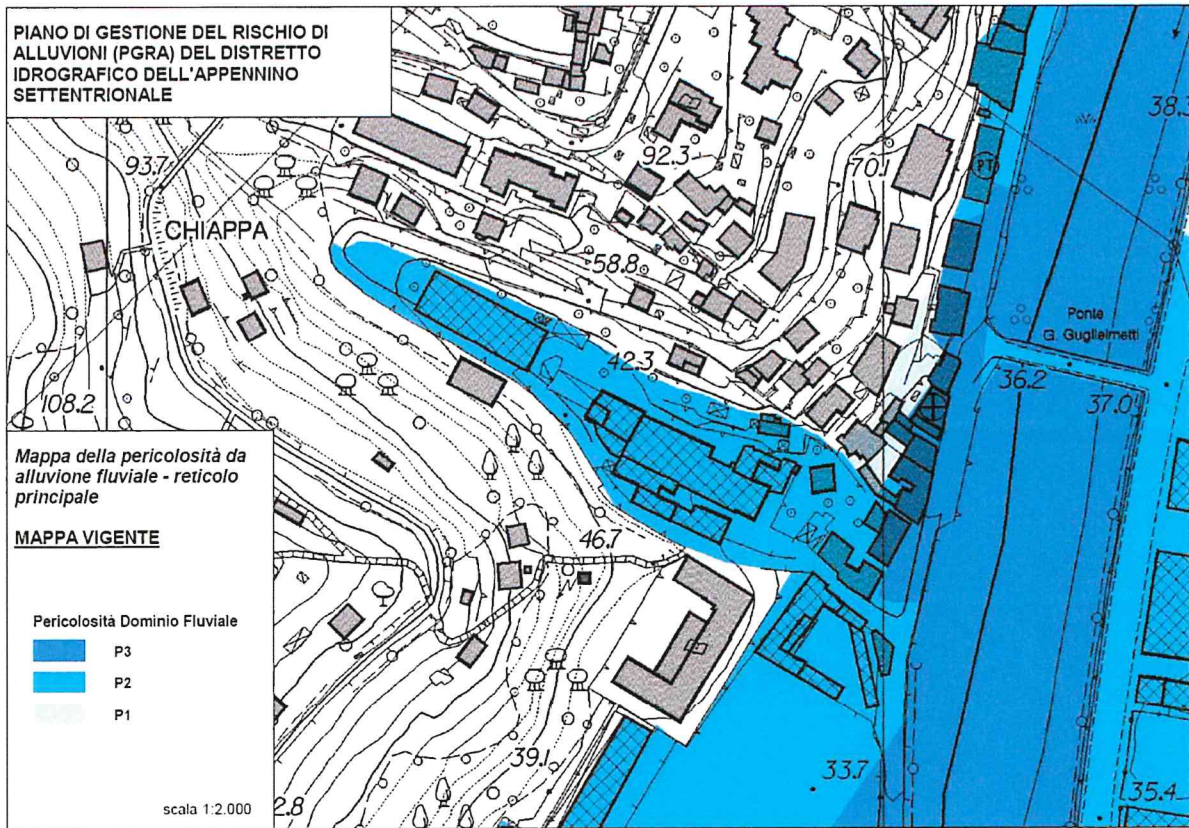 PIANO DI GESTIONE DEL RISCHIO DI
ALLUVIONI (PGRA) DEL DISTRETTO
IDROGRAFICO DELL'APPENNINO
SETTENTRIONALE
38.3
93.7
92.3
70.1
PT
CHIAPPA
58.8
Ponte
G. Guglielmetti
42.3
36.2
37.0
108.2
Mappa della pericolosità da
alluvione fluviale - reticolo
principale
MAPPA VIGENTE
46.7
Pericolosità Dominio Fluviale
P3
P2
P1
39.1
33.7
35.4
scala 1:2.000
2.8